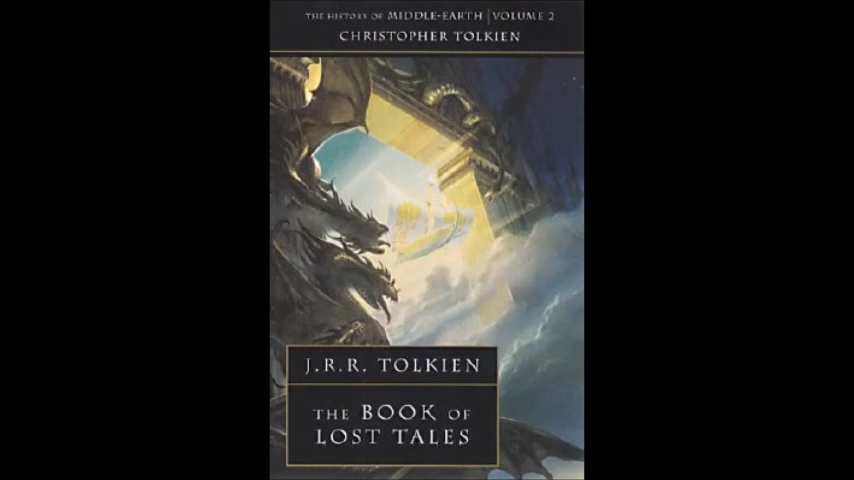 THE HISTORY OF MIDDLE-EARTH | VOLUME 2
CHRISTOPHER TOLKIEN
J.R.R. TOLKIEN
THE BOOK OF
LOST TALES